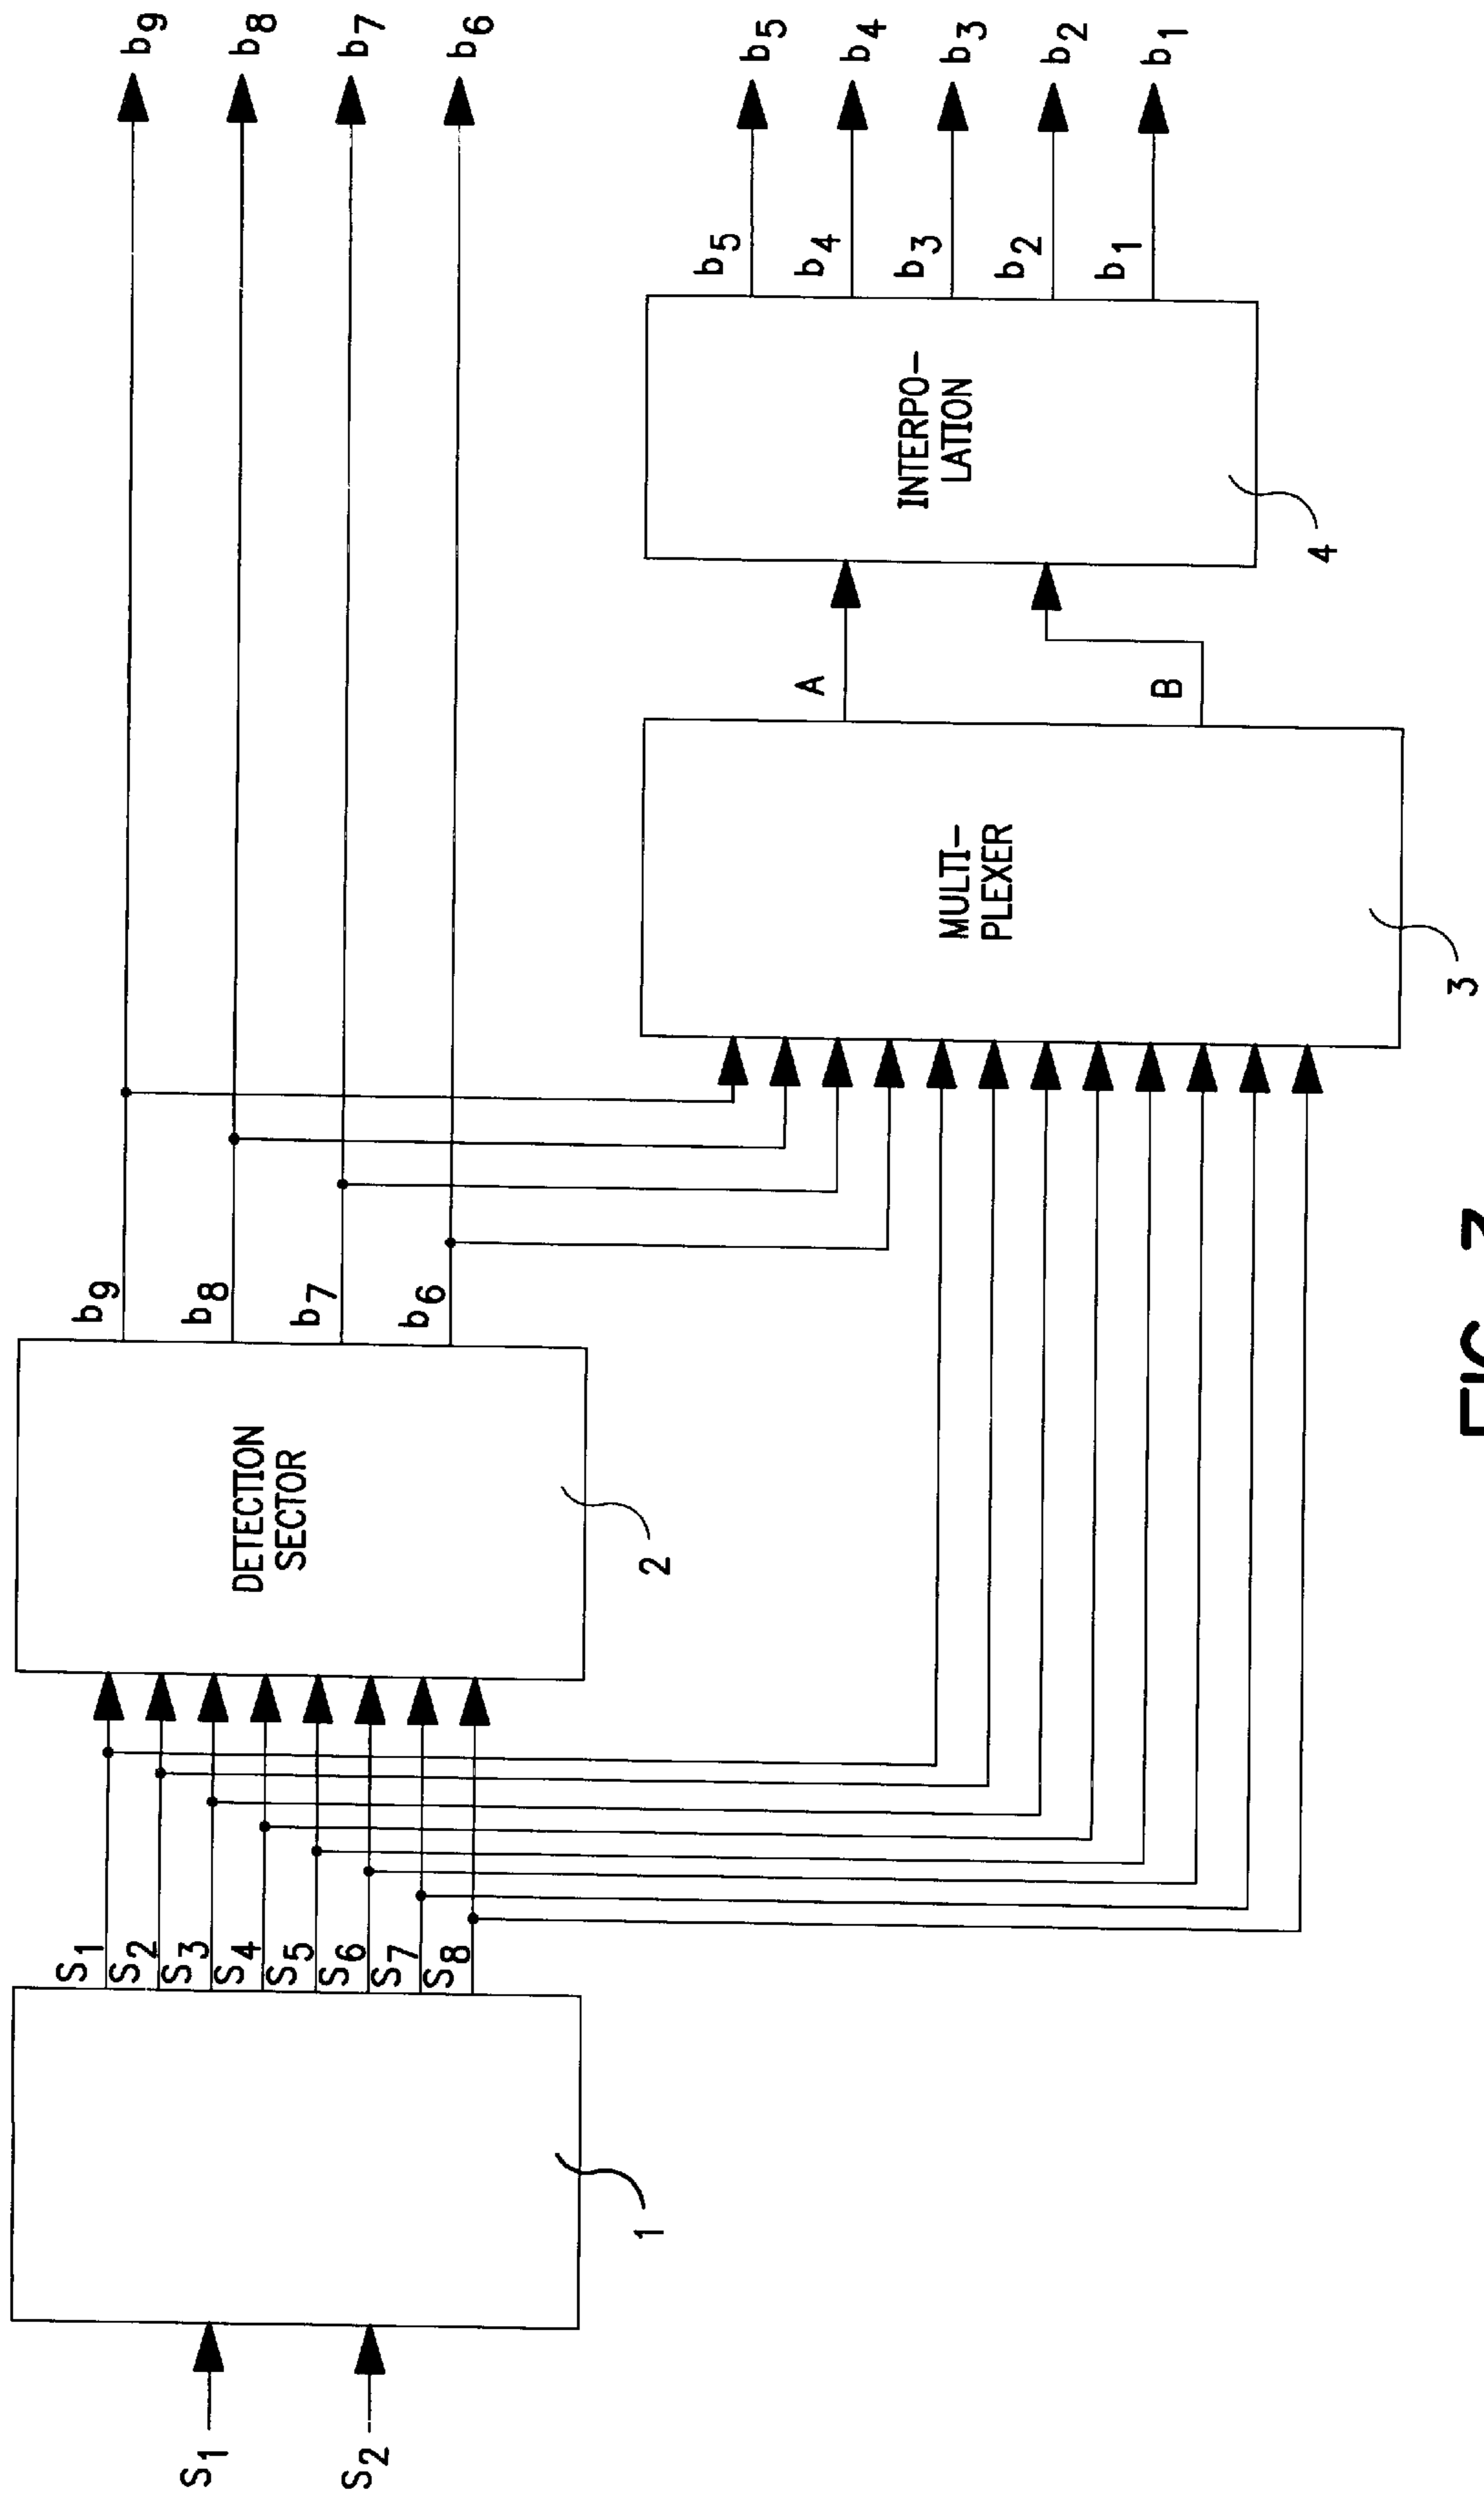 S1
S2
1
S1
S2
S3
S4
S5
S6
S7
S8
DETECTION
SECTOR
2
b9
b8
b7
b6
MULTI-
PLEXER
3
A
B
INTERPO-
LATION
4
b5
b4
b3
b2
b1
b9
b8
b7
b6
b5
b4
b3
b2
b1